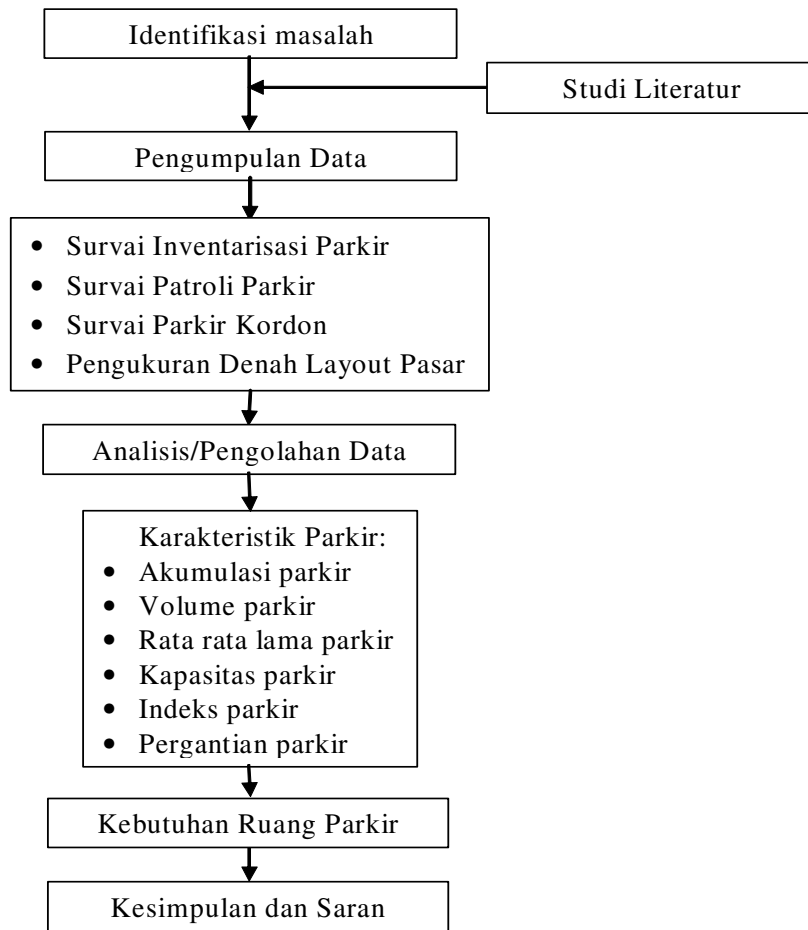 Identifikasi masalah
Studi Literatur
Pengumpulan Data
• Survai Inventarisasi Parkir
• Survai Patroli Parkir
• Survai Parkir Kordon
• Pengukuran Denah Layout Pasar
Analisis/Pengolahan Data
Karakteristik Parkir:
• Akumulasi parkir
• Volume parkir
• Rata rata lama parkir
• Kapasitas parkir
• Indeks parkir
• Pergantian parkir
Kebutuhan Ruang Parkir
Kesimpulan dan Saran